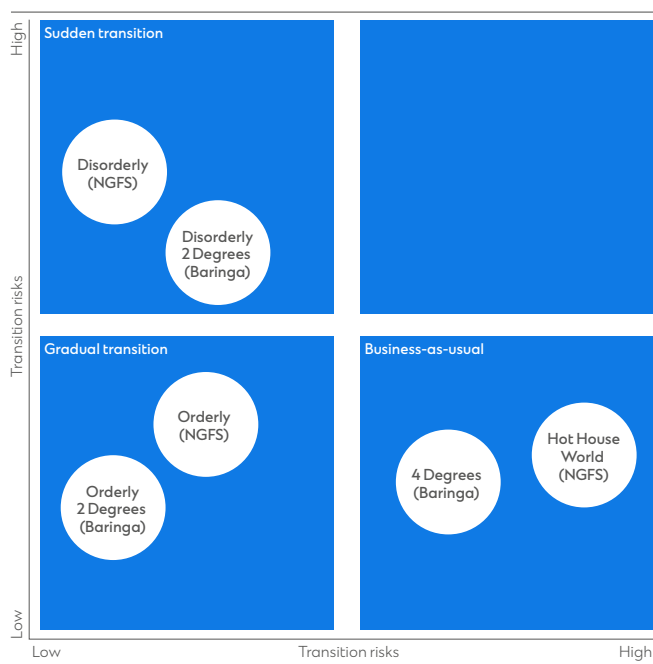 High
Transition risks
Low
Sudden transition
Disorderly
(NGFS)
Disorderly
2 Degrees
(Baringa)
Gradual transition
Orderly
(NGFS)
Orderly
2 Degrees
(Baringa)
Business-as-usual
4 Degrees
(Baringa)
Hot House
World
(NGFS)
Low
Transition risks
High